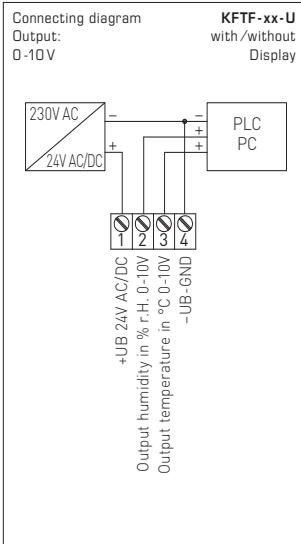 Connecting diagram
Output:
0-10 V
KFTF-xx-U
with/without
Display
230V AC
24V AC/DC
–
+
–
+
+
PLC
PC
1 2 3 4
+UB 24V AC/DC
Output humidity in % r.H. 0-10V
Output temperature in °C 0-10V
–UB-GND